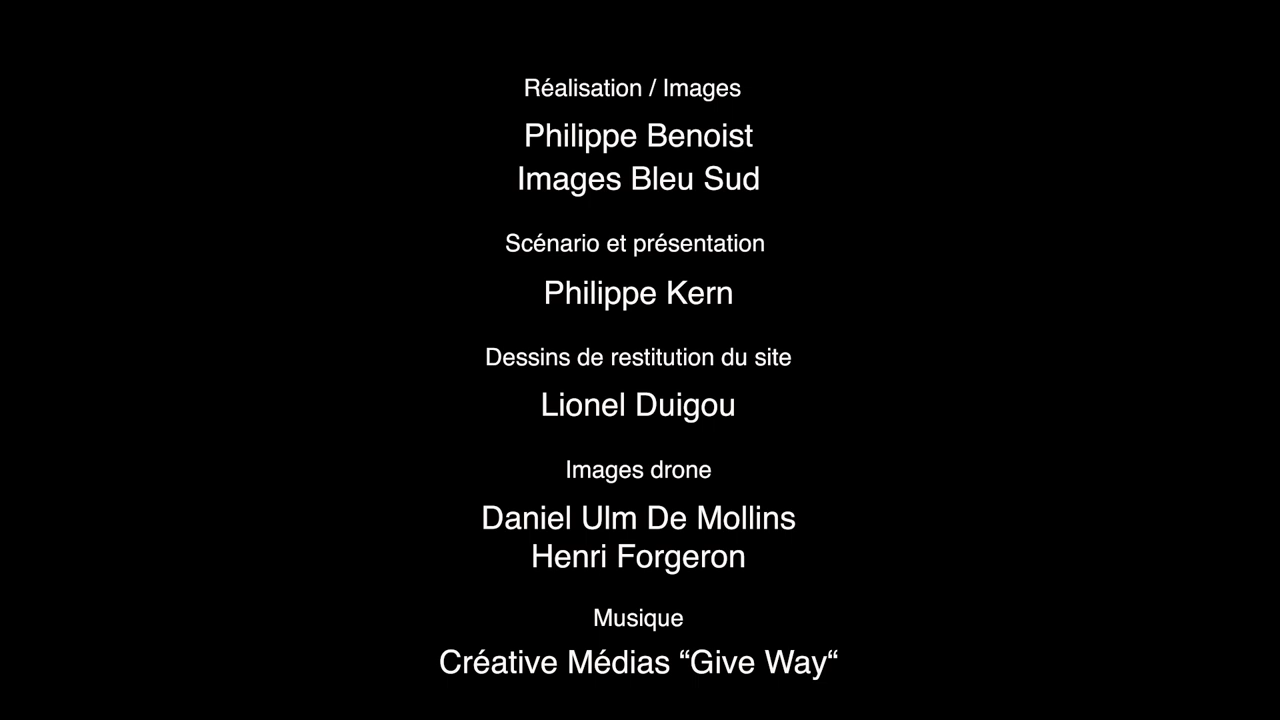 Réalisation / Images
Philippe Benoist
Images Bleu Sud
Scénario et présentation
Philippe Kern
Dessins de restitution du site
Lionel Duigou
Images drone
Daniel Ulm De Mollins
Henri Forgeron
Musique
Créative Médias “Give Way“